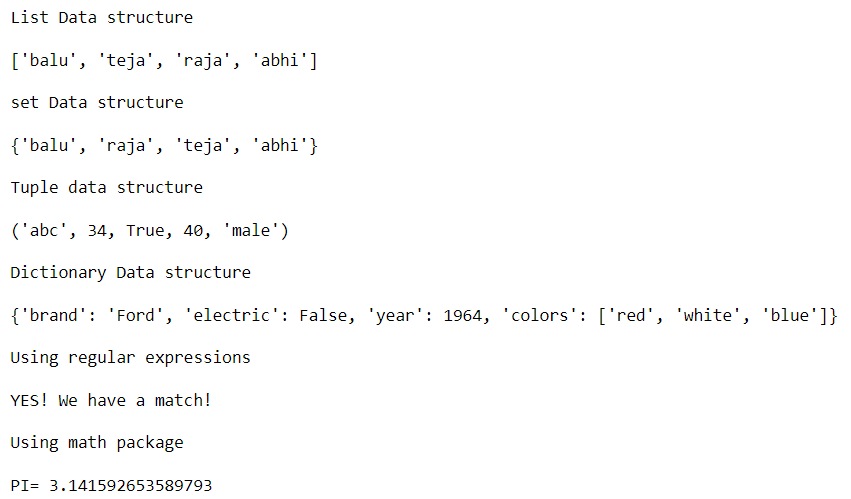 List Data structure
['balu', 'teja', 'raja', 'abhi']
set Data structure
{'balu', 'raja', 'teja', 'abhi'}
Tuple data structure
('abc', 34, True, 40, 'male')
Dictionary Data structure
{'brand': 'Ford', 'electric': False, 'year': 1964, 'colors': ['red', 'white', 'blue']}
Using regular expressions
YES! We have a match!
Using math package
PI= 3.141592653589793